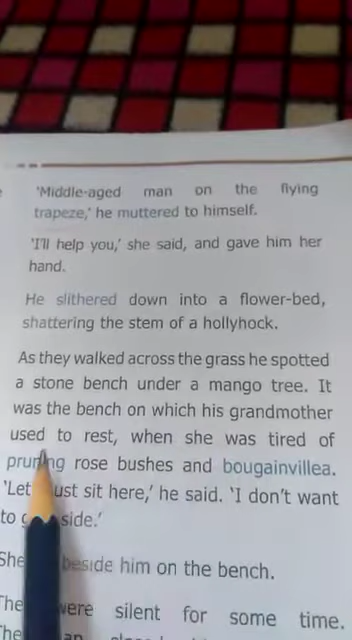 'Middle-aged man on the flying
trapeze,' he muttered to himself.
'I'll help you,' she said, and gave him her
hand.
He slithered down into a flower-bed,
shattering the stem of a hollyhock.
As they walked across the grass he spotted
a stone bench under a mango tree. It
was the bench on which his grandmother
used to rest, when she was tired of
pruning rose bushes and bougainvillea.
'Let just sit here,' he said. 'I don't want
to side.'
She beside him on the bench.
were silent for some time.